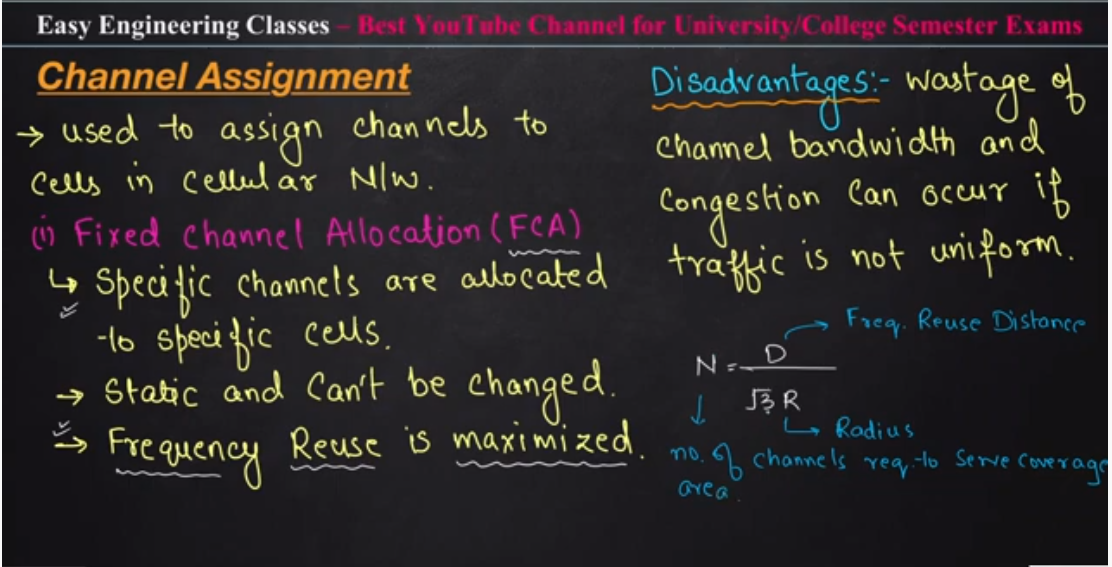 Easy Engineering Classes – Best YouTube Channel for University/College Semester Exams
Channel Assignment
→ used to assign channels to
cells in cellular N/w.
(i) Fixed Channel Allocation (FCA)
↳ Specific channels are allocated
to specific cells.
→ Static and Can't be changed.
→ Frequency Reuse is maximized.
Disadvantages:- wastage of
channel bandwidth and
Congestion Can occur if
traffic is not uniform.
→ Freq. Reuse Distance
N = D
√3 R
↳ Radius
no. of channels req. to serve coverage
area.